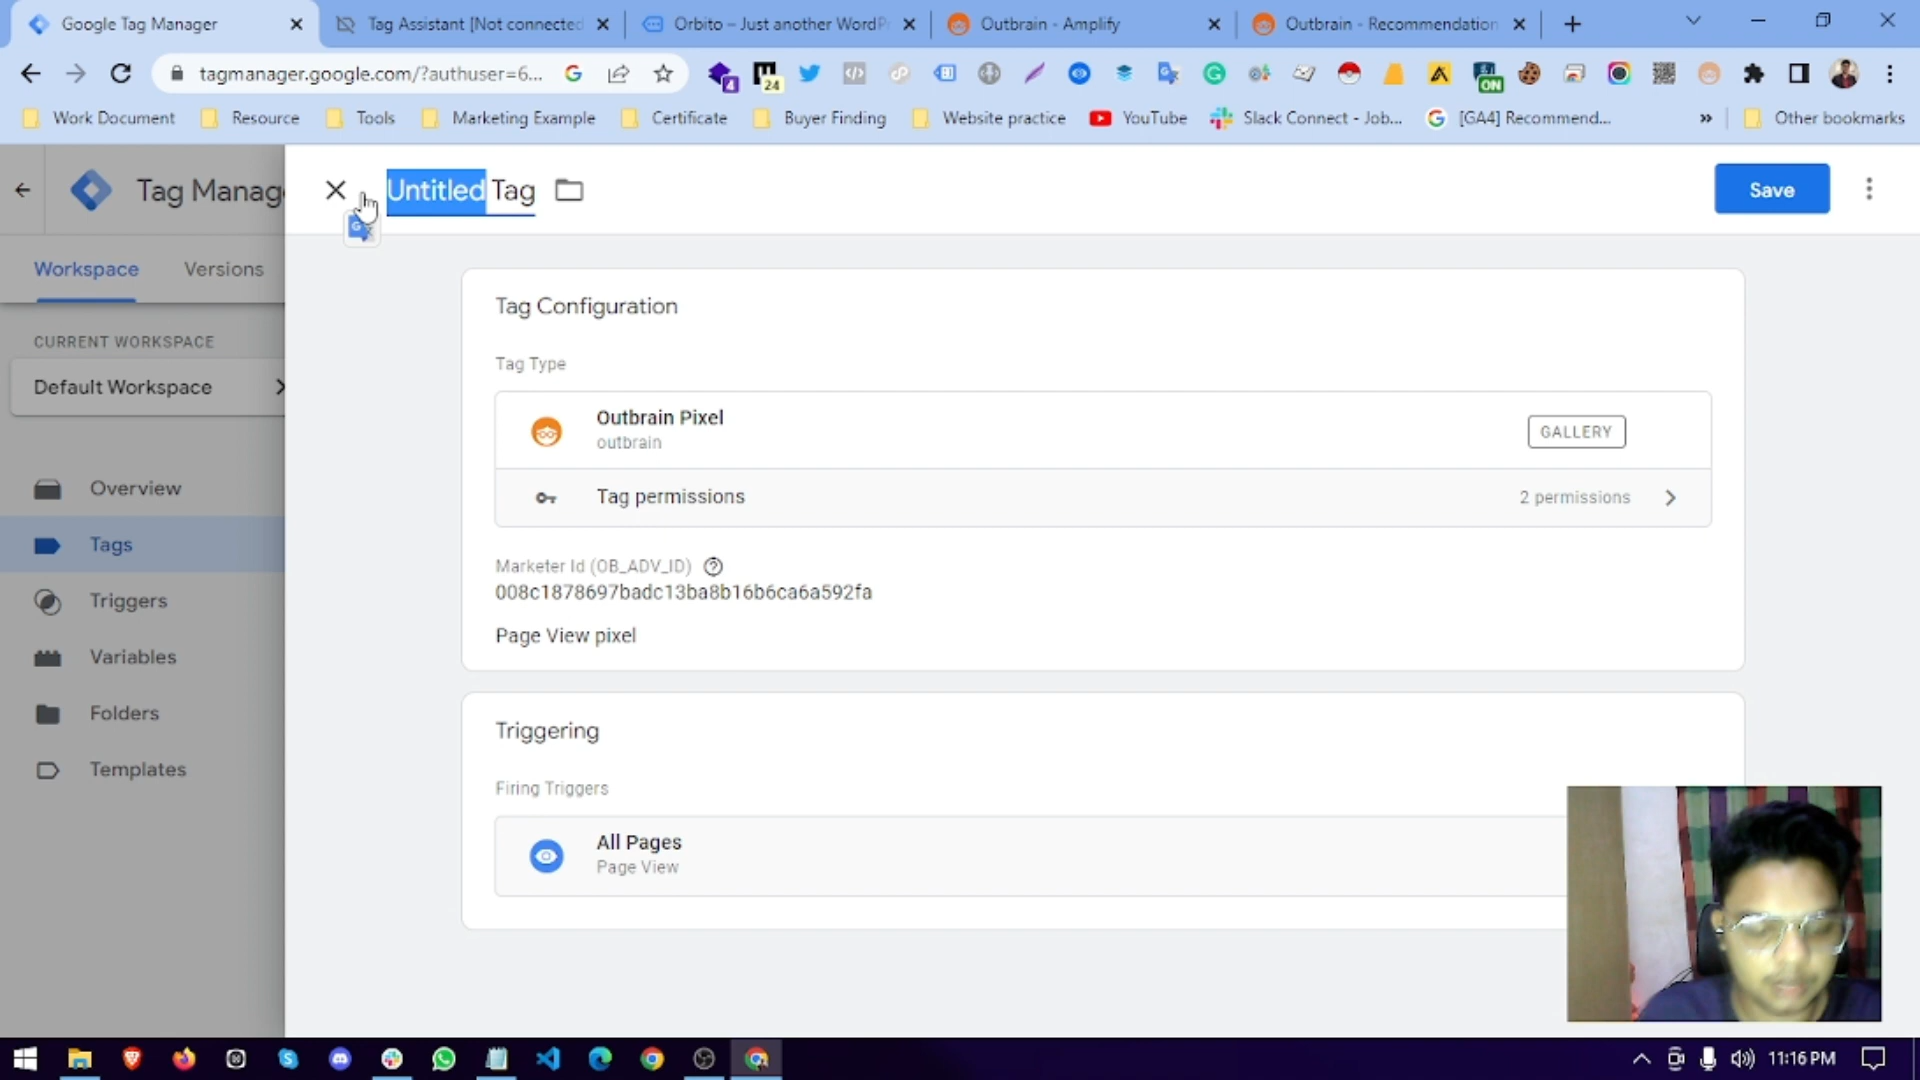 Google Tag Manager
Tag Assistant [Not connected
Orbito – Just another WordPr
Outbrain - Amplify
Outbrain - Recommendation
tagmanager.google.com/?authuser=6...
4
24
ON
Work Document
Resource
Tools
Marketing Example
Certificate
Buyer Finding
Website practice
YouTube
Slack Connect - Job...
[GA4] Recommend...
»
Other bookmarks
Tag Manag
Untitled Tag
Save
Workspace
Versions
CURRENT WORKSPACE
Default Workspace
Overview
Tags
Triggers
Variables
Folders
Templates
Tag Configuration
Tag Type
Outbrain Pixel
outbrain
GALLERY
Tag permissions
2 permissions
Marketer Id (OB_ADV_ID)
008c1878697badc13ba8b16b6ca6a592fa
Page View pixel
Triggering
Firing Triggers
All Pages
Page View
11:16 PM